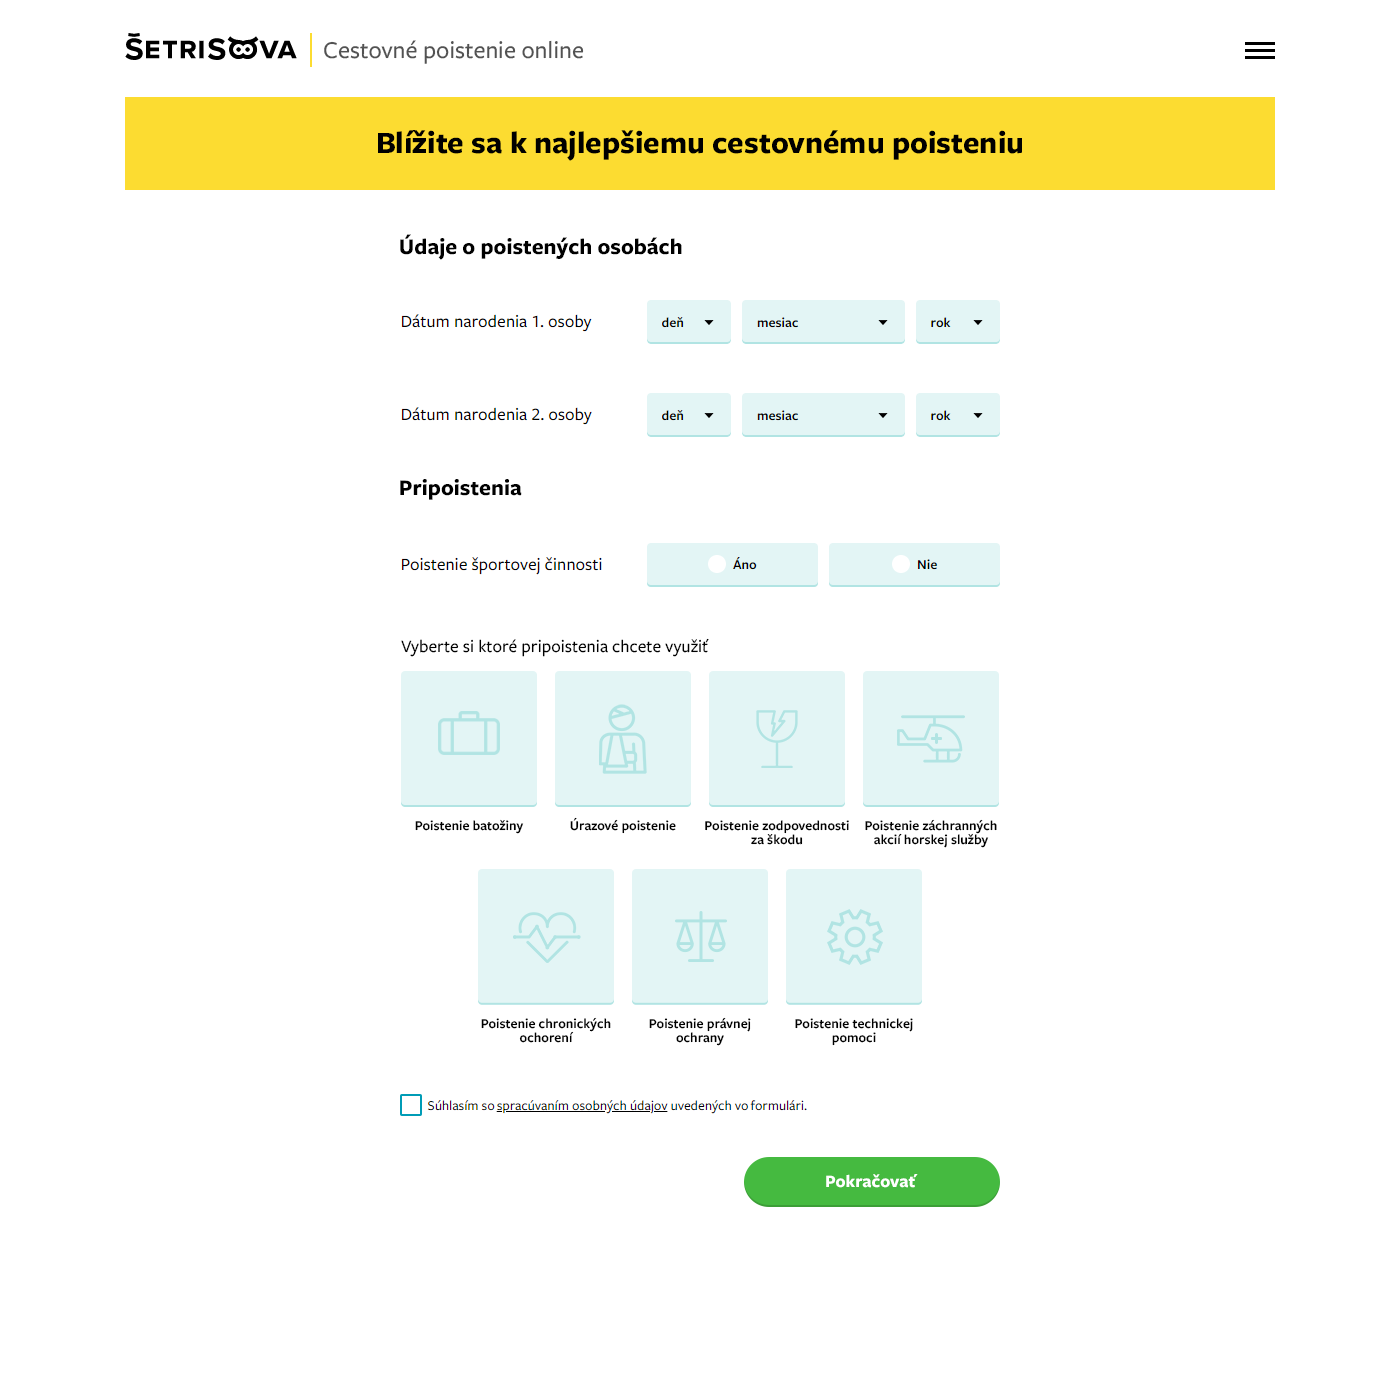 ŠETRISOVA Cestovné poistenie online
Blížite sa k najlepšiemu cestovnému poisteniu
Údaje o poistených osobách
Dátum narodenia 1. osoby deň mesiac rok
Dátum narodenia 2. osoby deň mesiac rok
Pripoistenia
Poistenie športovej činnosti Áno Nie
Vyberte si ktoré pripoistenia chcete využiť
Poistenie batožiny
Úrazové poistenie
Poistenie zodpovednosti
za škodu
Poistenie záchranných
akcií horskej služby
Poistenie chronických
ochorení
Poistenie právnej
ochrany
Poistenie technickej
pomoci
Súhlasím so spracúvaním osobných údajov uvedených vo formulári.
Pokračovať